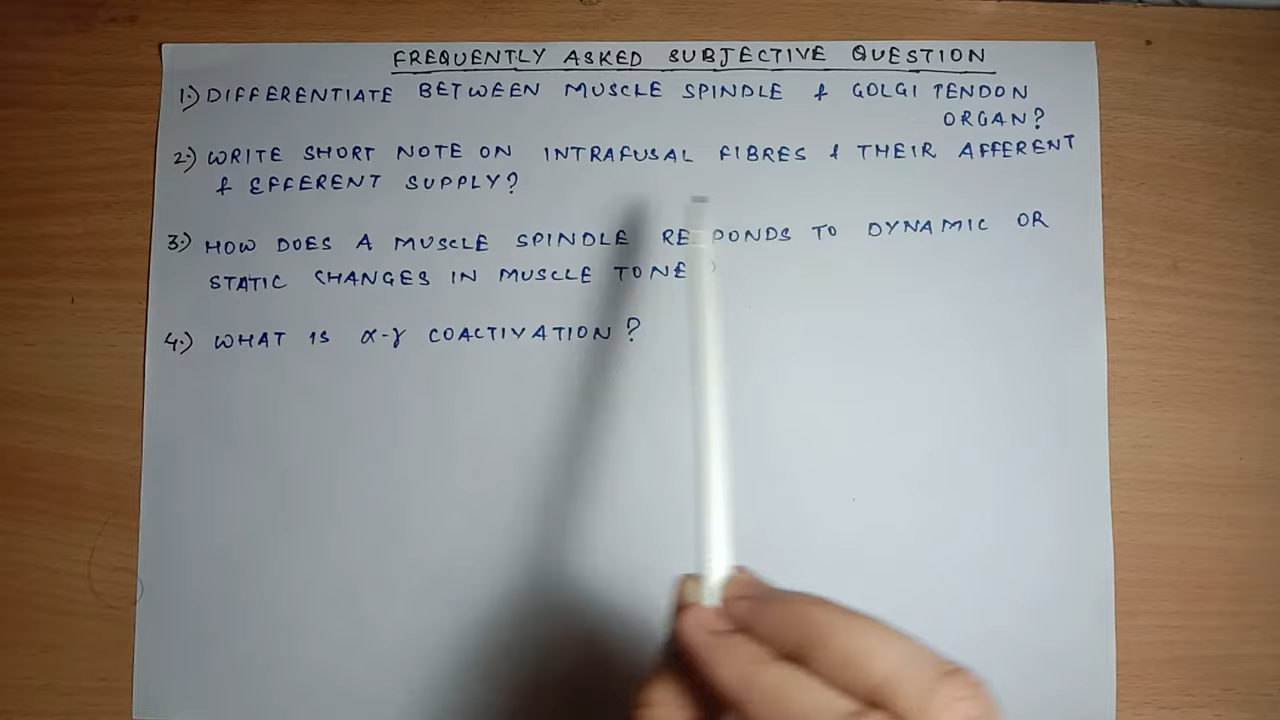 FREQUENTLY ASKED SUBJECTIVE QUESTION
1.) DIFFERENTIATE BETWEEN MUSCLE SPINDLE & GOLGI TENDON
ORGAN?
2.) WRITE SHORT NOTE ON INTRAFUSAL FIBRES & THEIR AFFERENT
& EFFERENT SUPPLY?
3.) HOW DOES A MUSCLE SPINDLE TO DYNAMIC OR
STATIC CHANGES IN MUSCLE TONE
4.) WHAT IS α-γ COACTIVATION?